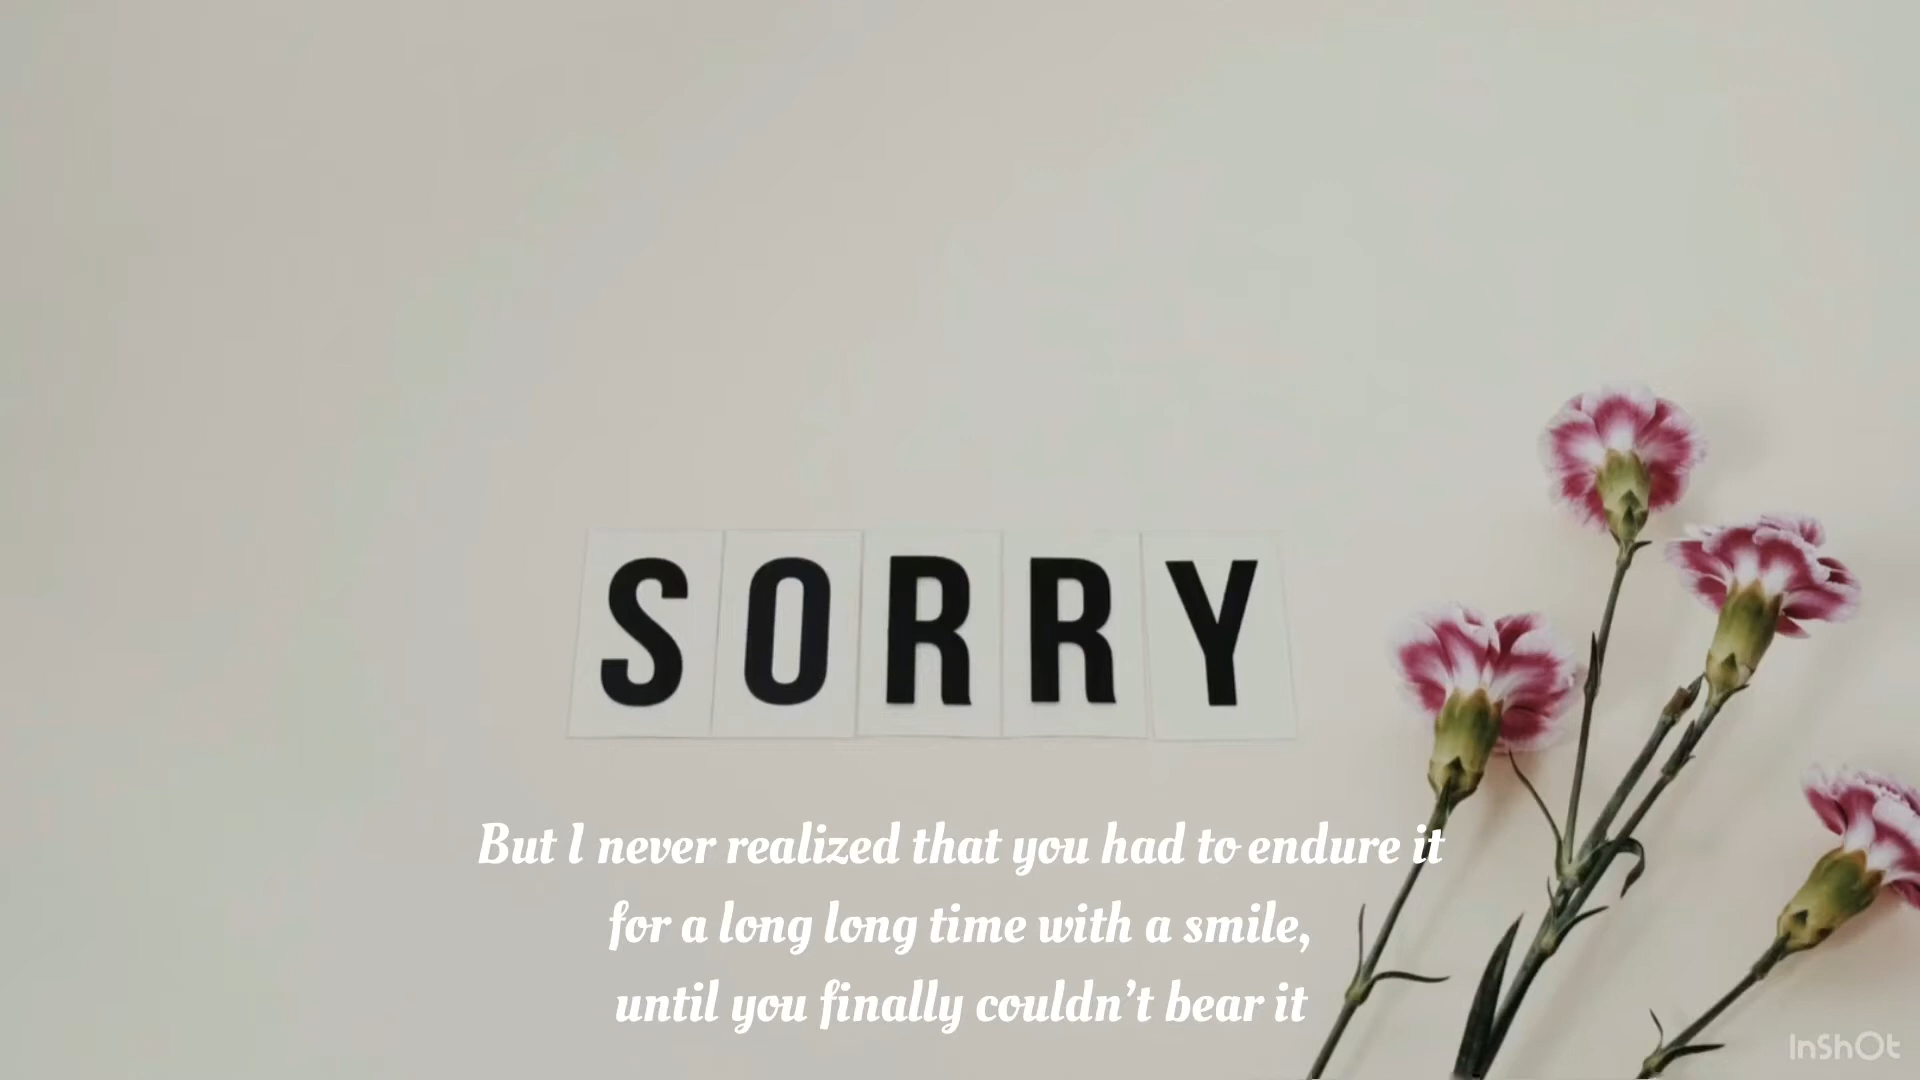 SORRY
But I never realized that you had to endure it
for a long long time with a smile,
until you finally couldn’t bear it
InShOt